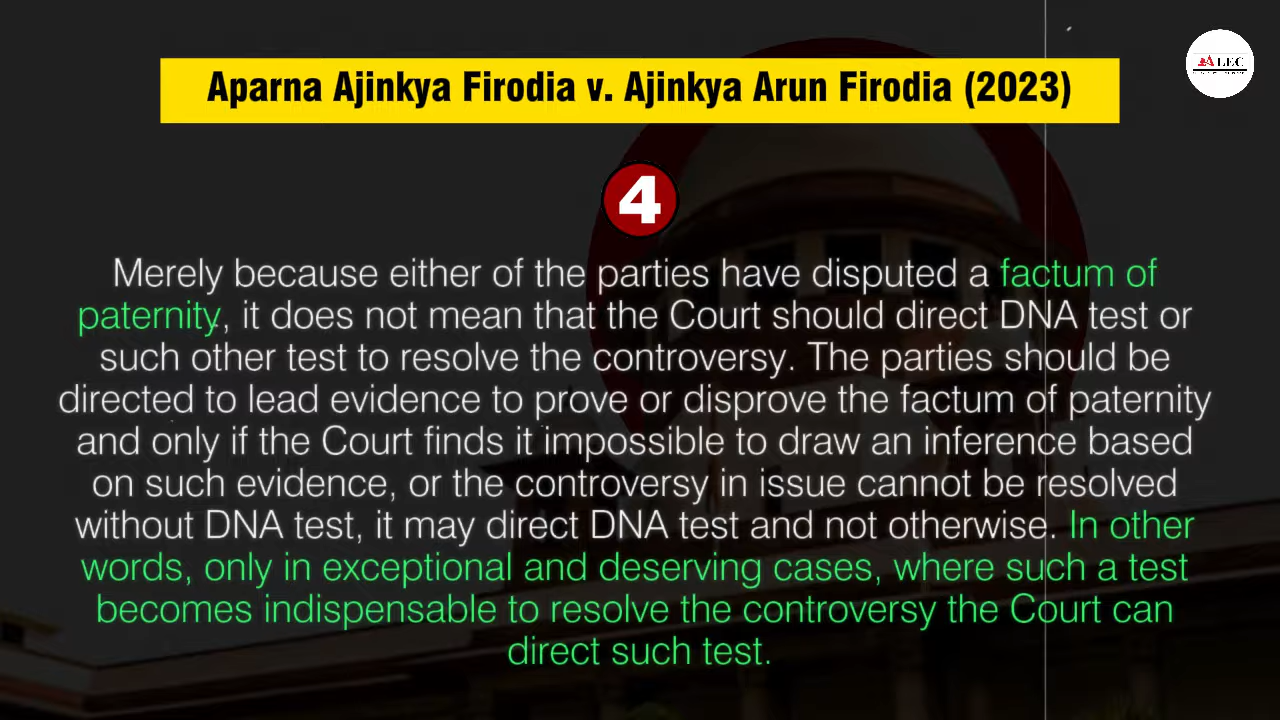 Aparna Ajinkya Firodia v. Ajinkya Arun Firodia (2023)
ALEC
4
Merely because either of the parties have disputed a factum of
paternity, it does not mean that the Court should direct DNA test or
such other test to resolve the controversy. The parties should be
directed to lead evidence to prove or disprove the factum of paternity
and only if the Court finds it impossible to draw an inference based
on such evidence, or the controversy in issue cannot be resolved
without DNA test, it may direct DNA test and not otherwise. In other
words, only in exceptional and deserving cases, where such a test
becomes indispensable to resolve the controversy the Court can
direct such test.